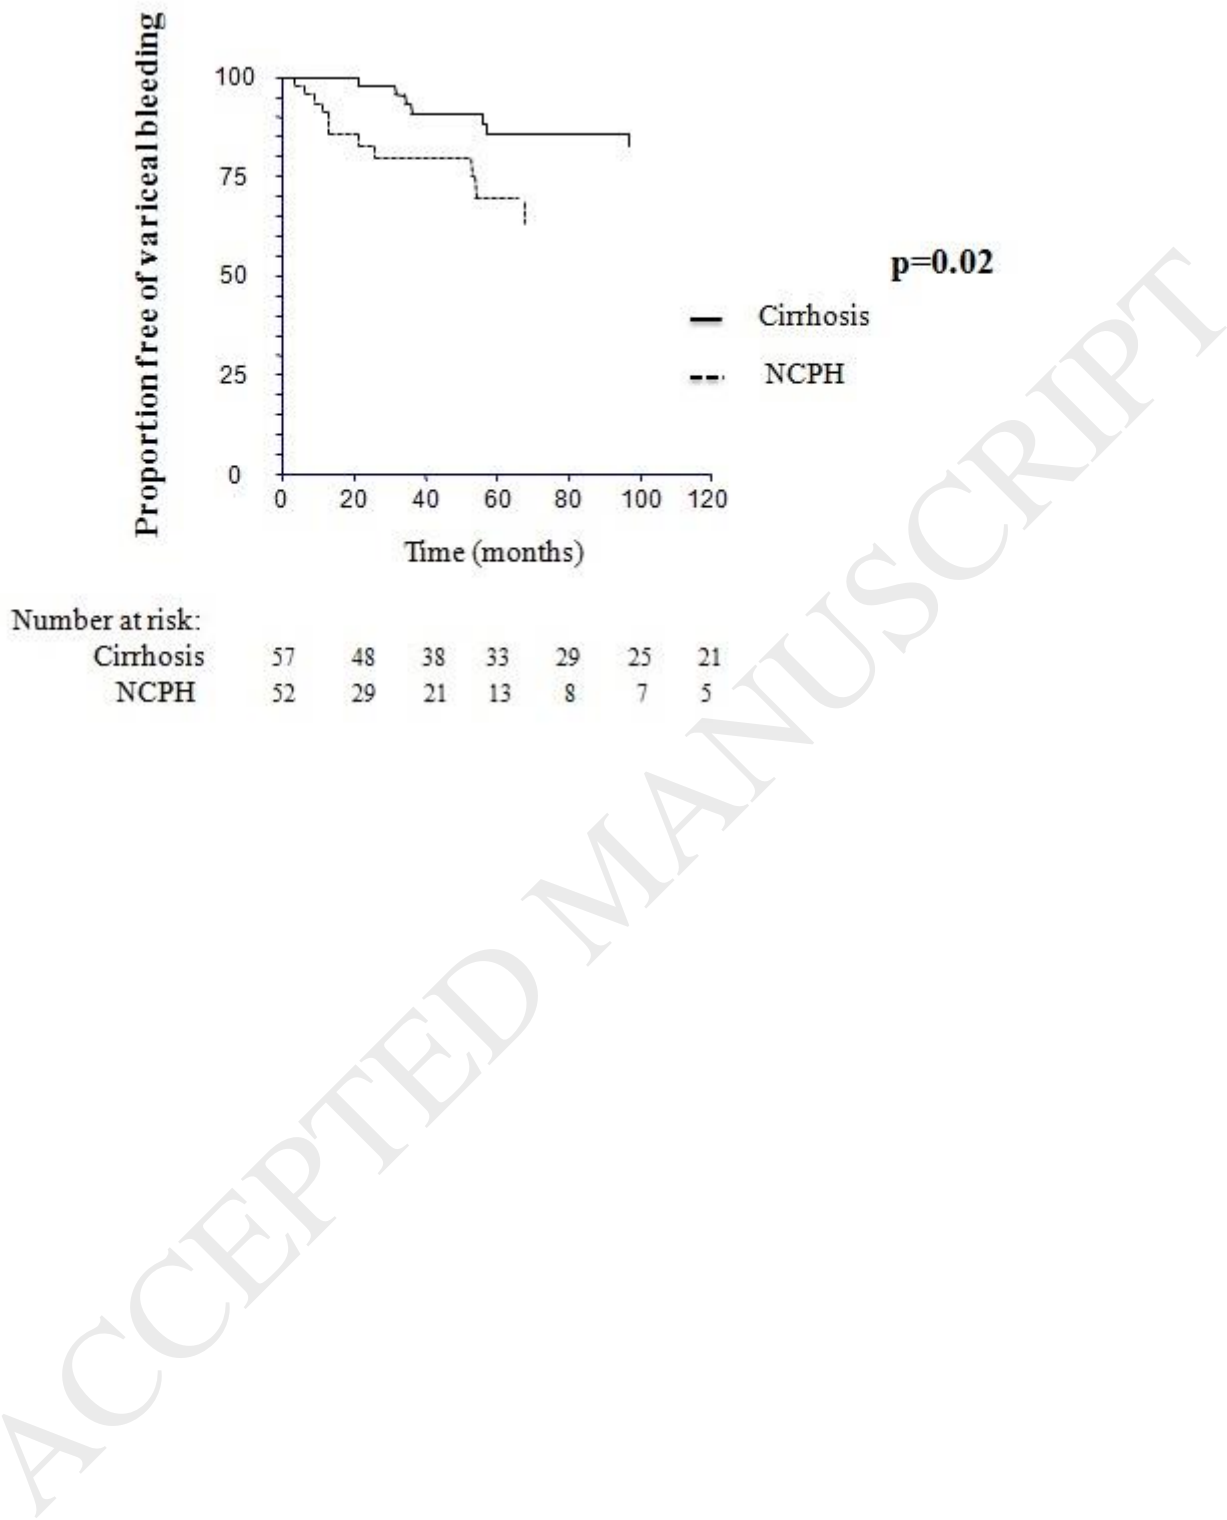 Proportion free of variceal bleeding
100
75
50
25
0
0 20 40 60 80 100 120
Time (months)
p=0.02
Cirrhosis
NCPH
Number at risk:
Cirrhosis 57 48 38 33 29 25 21
NCPH 52 29 21 13 8 7 5
ACCEPTED MANUSCRIPT